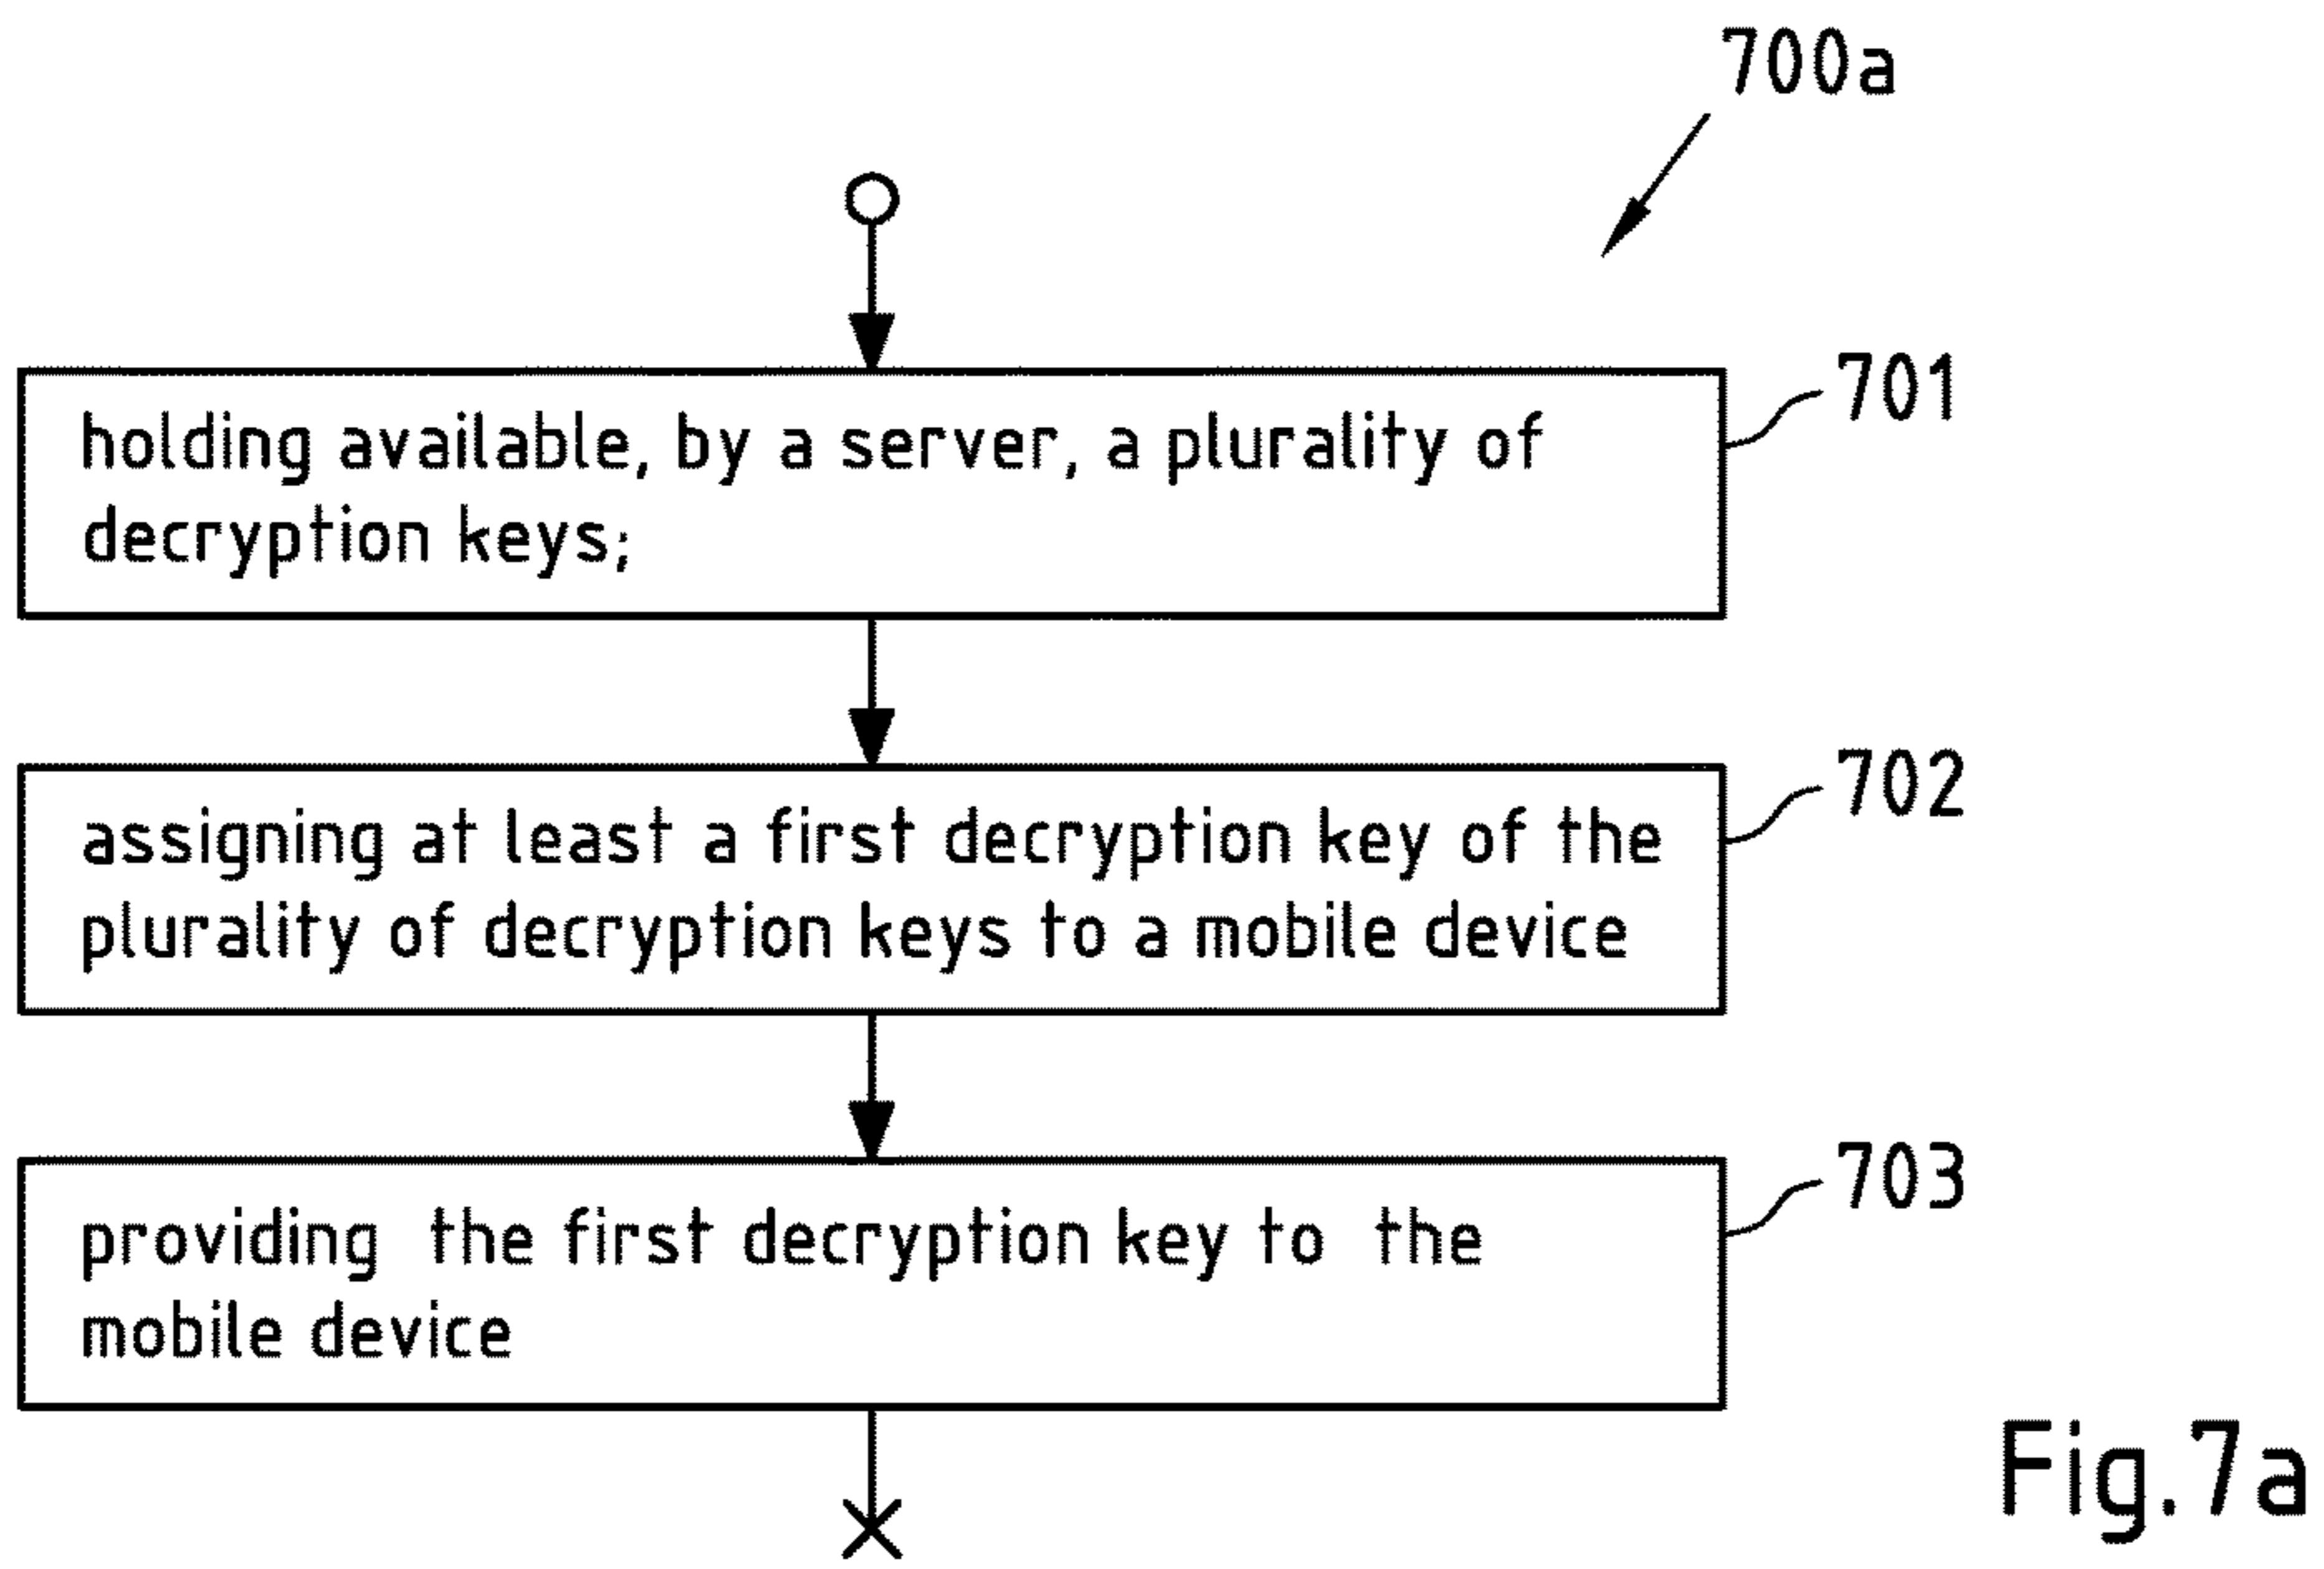 700a
701
holding available, by a server, a plurality of
decryption keys;
702
assigning at least a first decryption key of the
plurality of decryption keys to a mobile device
703
providing the first decryption key to the
mobile device
Fig.7a